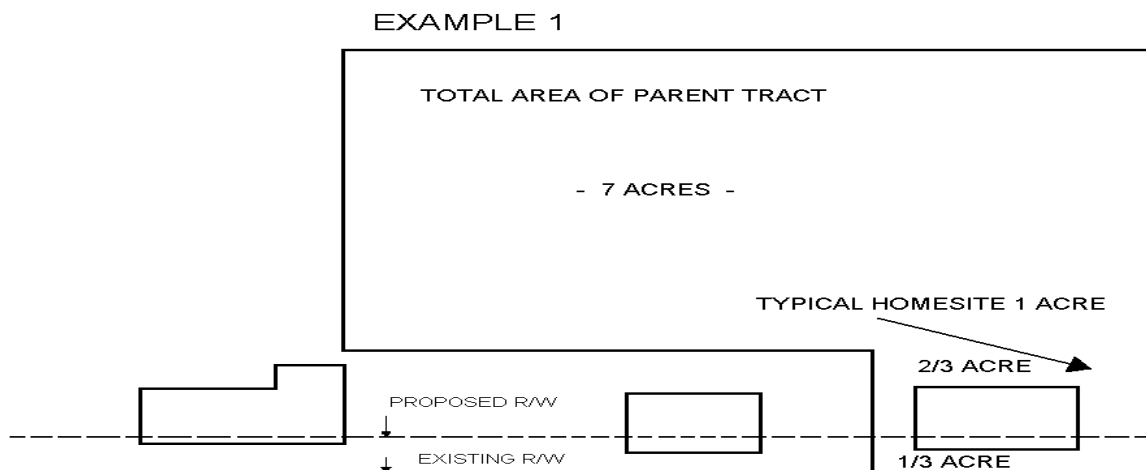 EXAMPLE 1
TOTAL AREA OF PARENT TRACT
- 7 ACRES -
TYPICAL HOMESITE 1 ACRE
2/3 ACRE
PROPOSED R/W
EXISTING R/W
1/3 ACRE